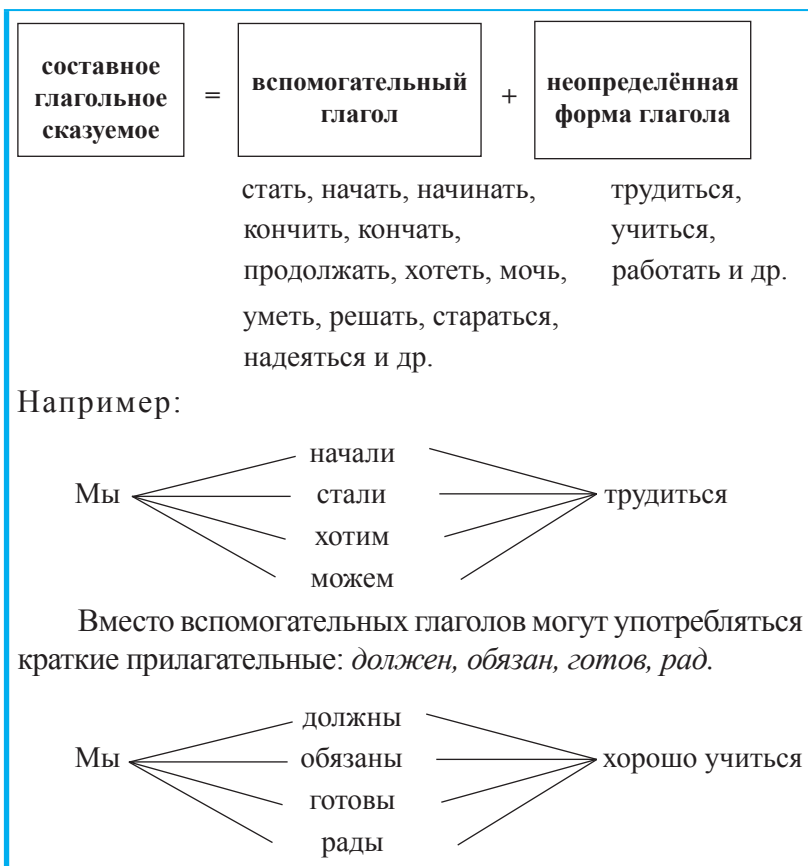 составное глагольное сказуемое = вспомогательный глагол + неопределённая форма глагола
стать, начать, начинать, трудиться,
кончить, кончать, учиться,
продолжать, хотеть, мочь, работать и др.
уметь, решать, стараться,
надеяться и др.
Например:
начали
Мы стали трудиться
хотим
можем
Вместо вспомогательных глаголов могут употребляться
краткие прилагательные: должен, обязан, готов, рад.
должны
Мы обязаны хорошо учиться
готовы
рады